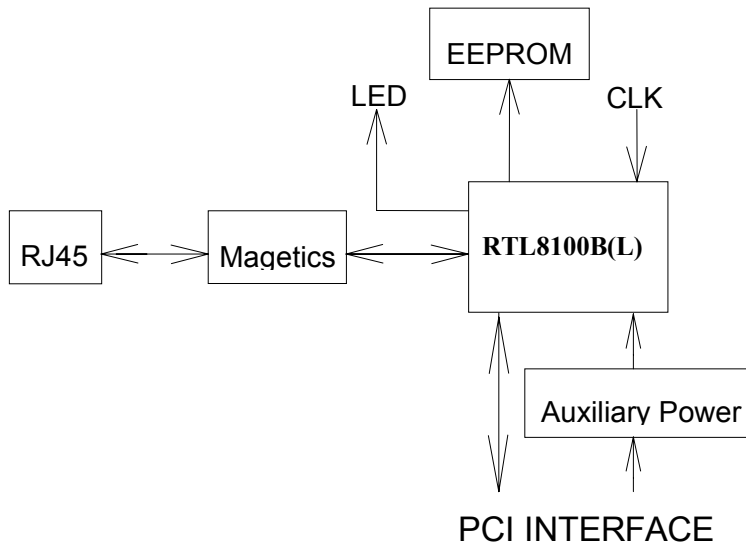 EEPROM
LED
CLK
RJ45
Magetics
RTL8100B(L)
Auxiliary Power
PCI INTERFACE